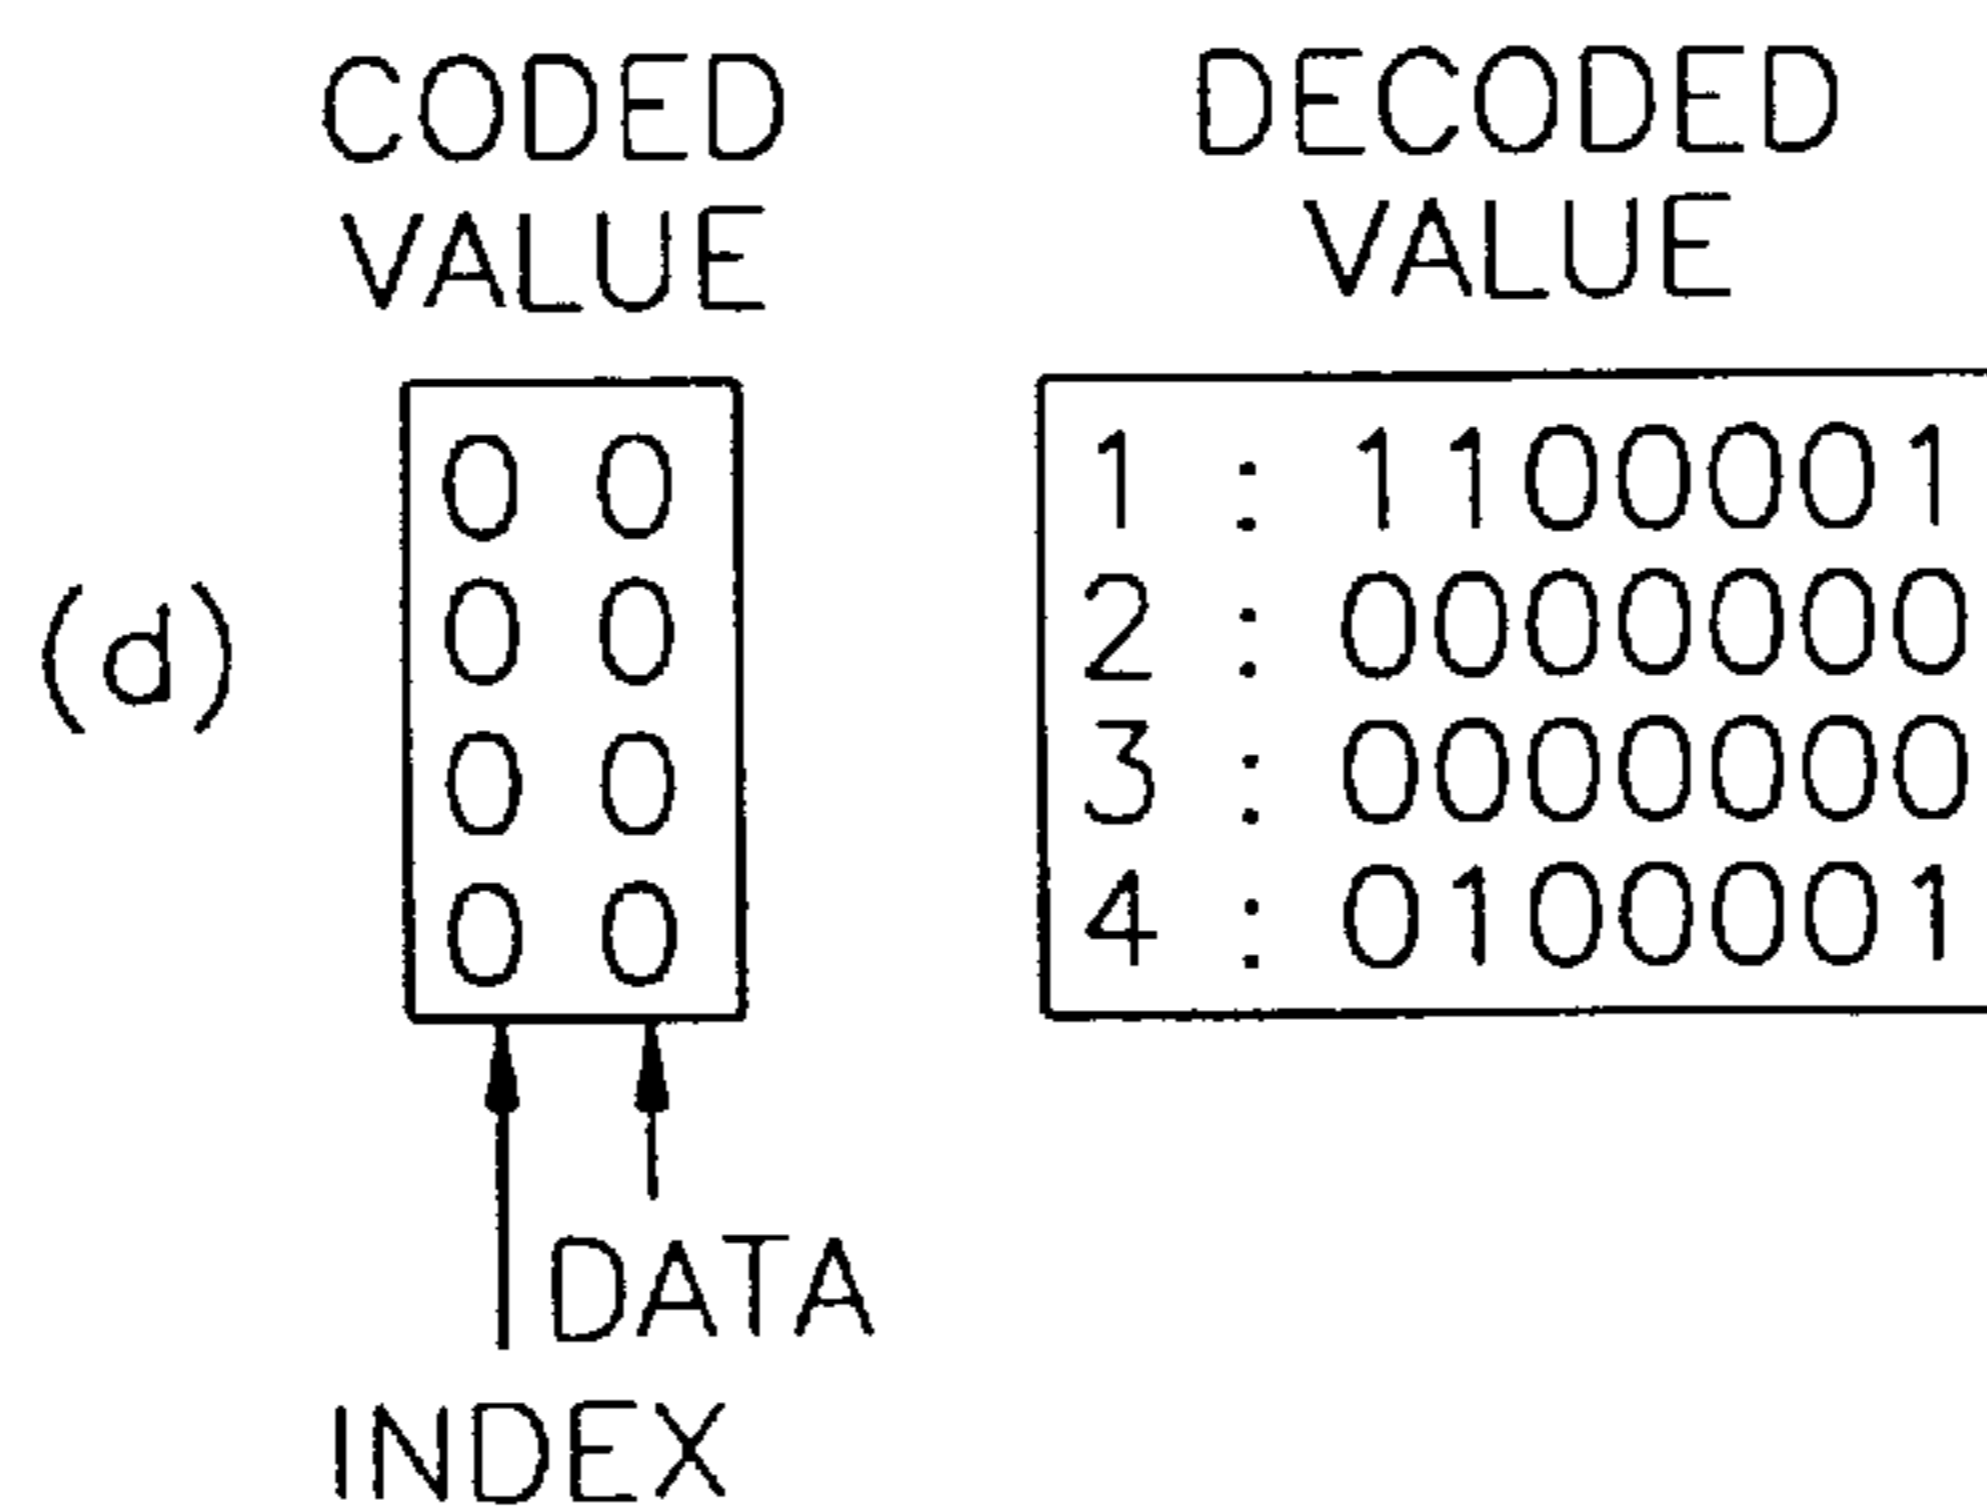 CODED VALUE
DECODED VALUE
(d)
0 0
0 0
0 0
0 0
1 : 1100001
2 : 0000000
3 : 0000000
4 : 0100001
DATA
INDEX